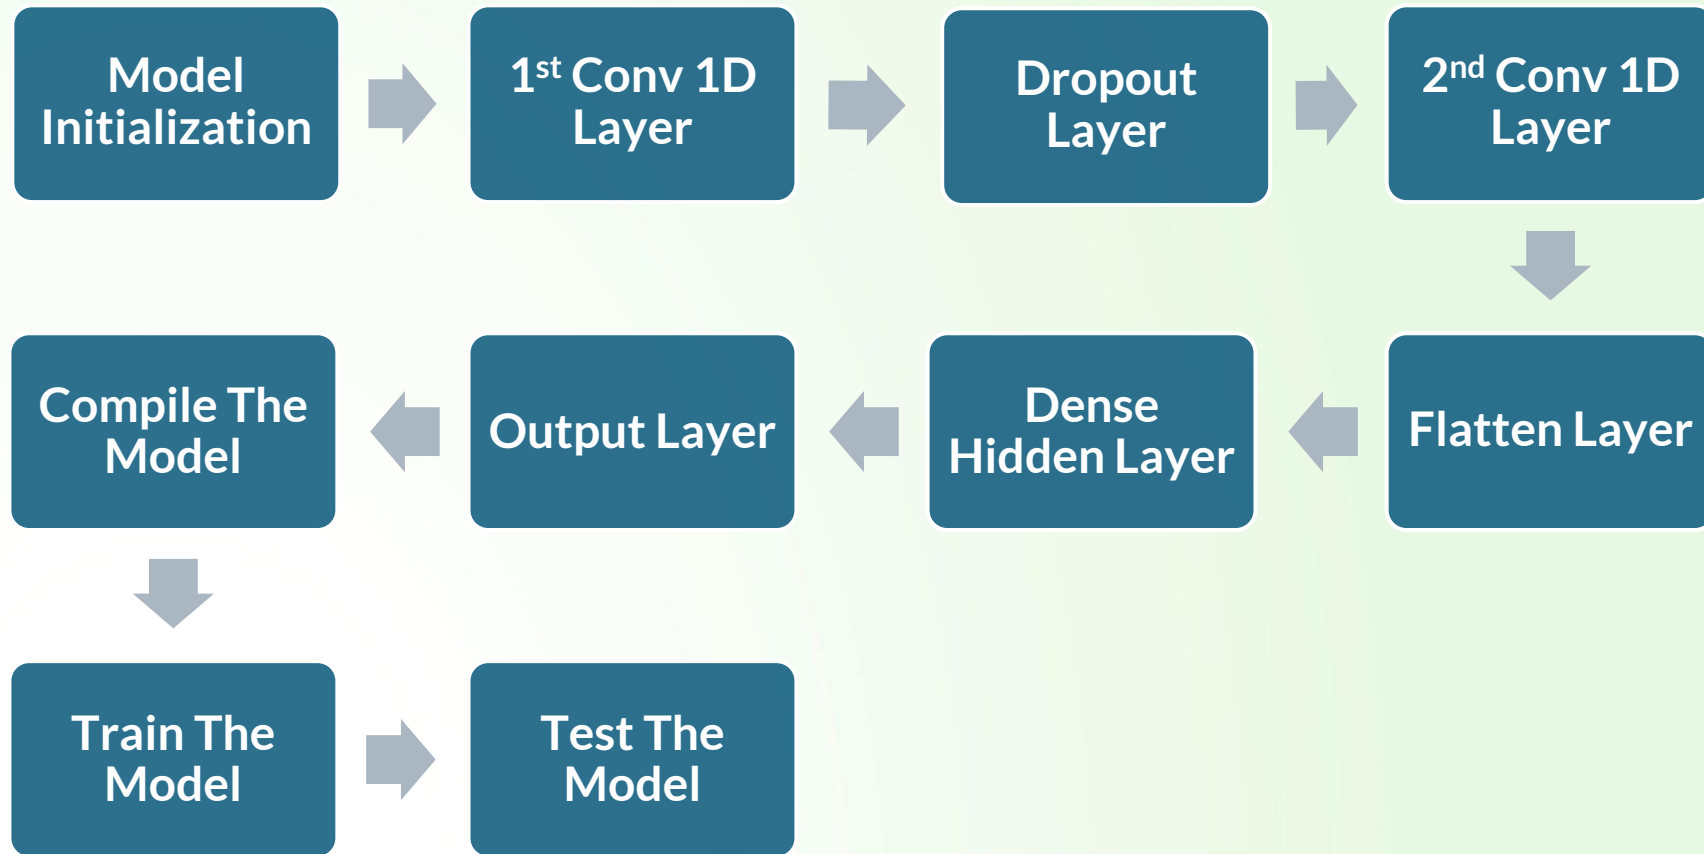 Model
Initialization
1st Conv 1D
Layer
Dropout
Layer
2nd Conv 1D
Layer
Flatten Layer
Dense
Hidden Layer
Output Layer
Compile The
Model
Train The
Model
Test The
Model